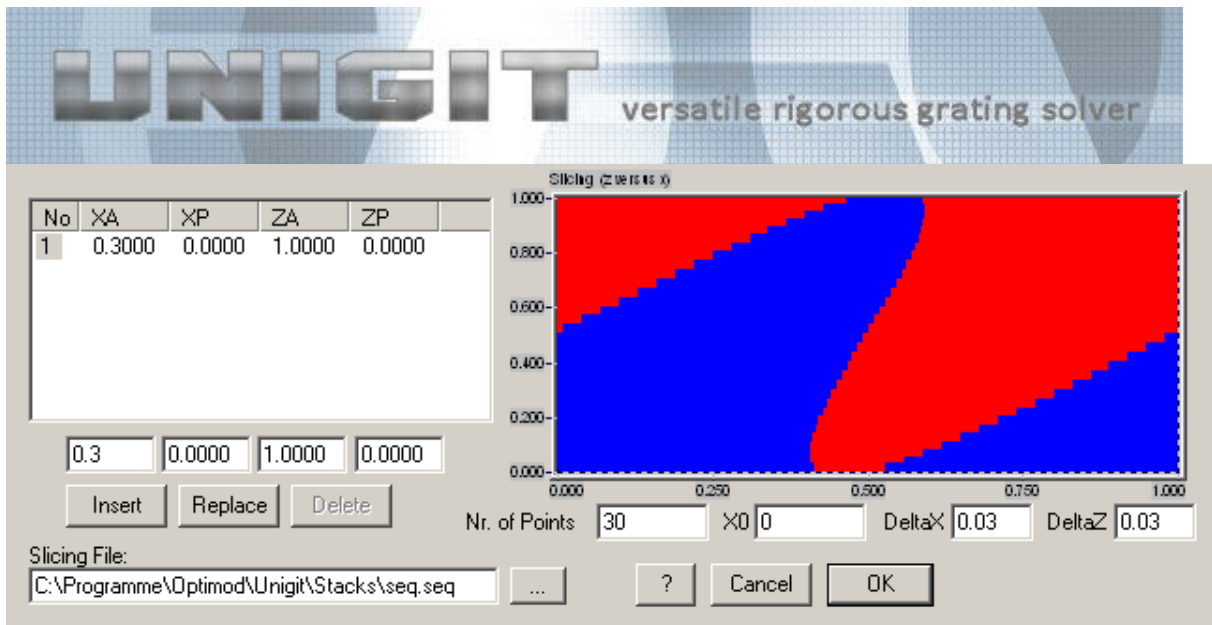 UNIGIT
versatile rigorous grating solver
Slicing (z versus x)
No XA XP ZA ZP
1 0.3000 0.0000 1.0000 0.0000
1.000
0.800
0.600
0.400
0.200
0.000
0.000 0.250 0.500 0.750 1.000
0.3 0.0000 1.0000 0.0000
Insert Replace Delete
Nr. of Points 30 X0 0 DeltaX 0.03 DeltaZ 0.03
Slicing File:
C:\Programme\Optimod\Unigit\Stacks\seq.seq ... ? Cancel OK